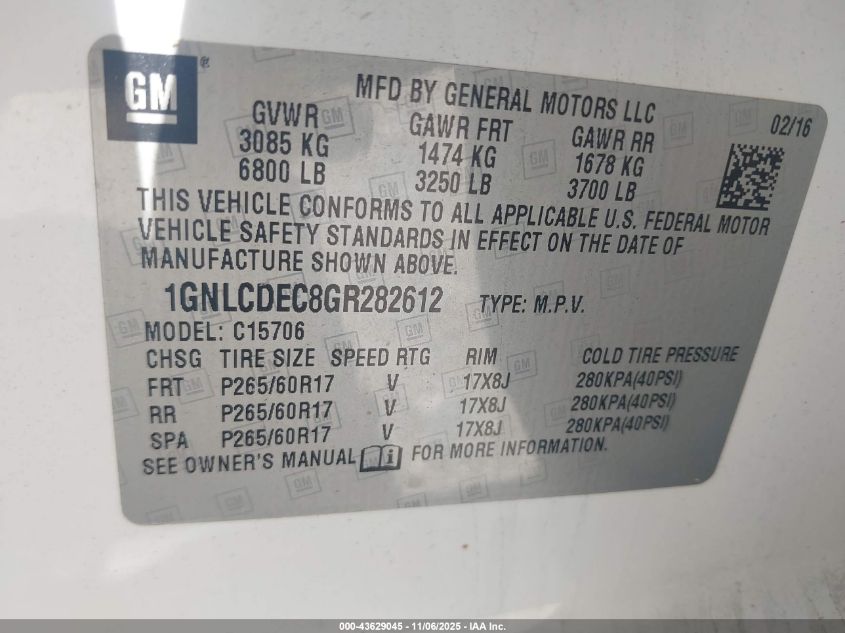 GM ®
MFD BY GENERAL MOTORS LLC
GVWR GAWR FRT GAWR RR 02/16
3085 KG 1474 KG 1678 KG
6800 LB 3250 LB 3700 LB
THIS VEHICLE CONFORMS TO ALL APPLICABLE U.S. FEDERAL MOTOR
VEHICLE SAFETY STANDARDS IN EFFECT ON THE DATE OF
MANUFACTURE SHOWN ABOVE.
1GNLCDEC8GR282612 TYPE: M.P.V.
MODEL: C15706
CHSG TIRE SIZE SPEED RTG RIM COLD TIRE PRESSURE
FRT P265/60R17 V 17X8J 280KPA(40PSI)
RR P265/60R17 V 17X8J 280KPA(40PSI)
SPA P265/60R17 V 17X8J 280KPA(40PSI)
SEE OWNER'S MANUAL i FOR MORE INFORMATION.
000-43629045 - 11/06/2025 - IAA Inc.